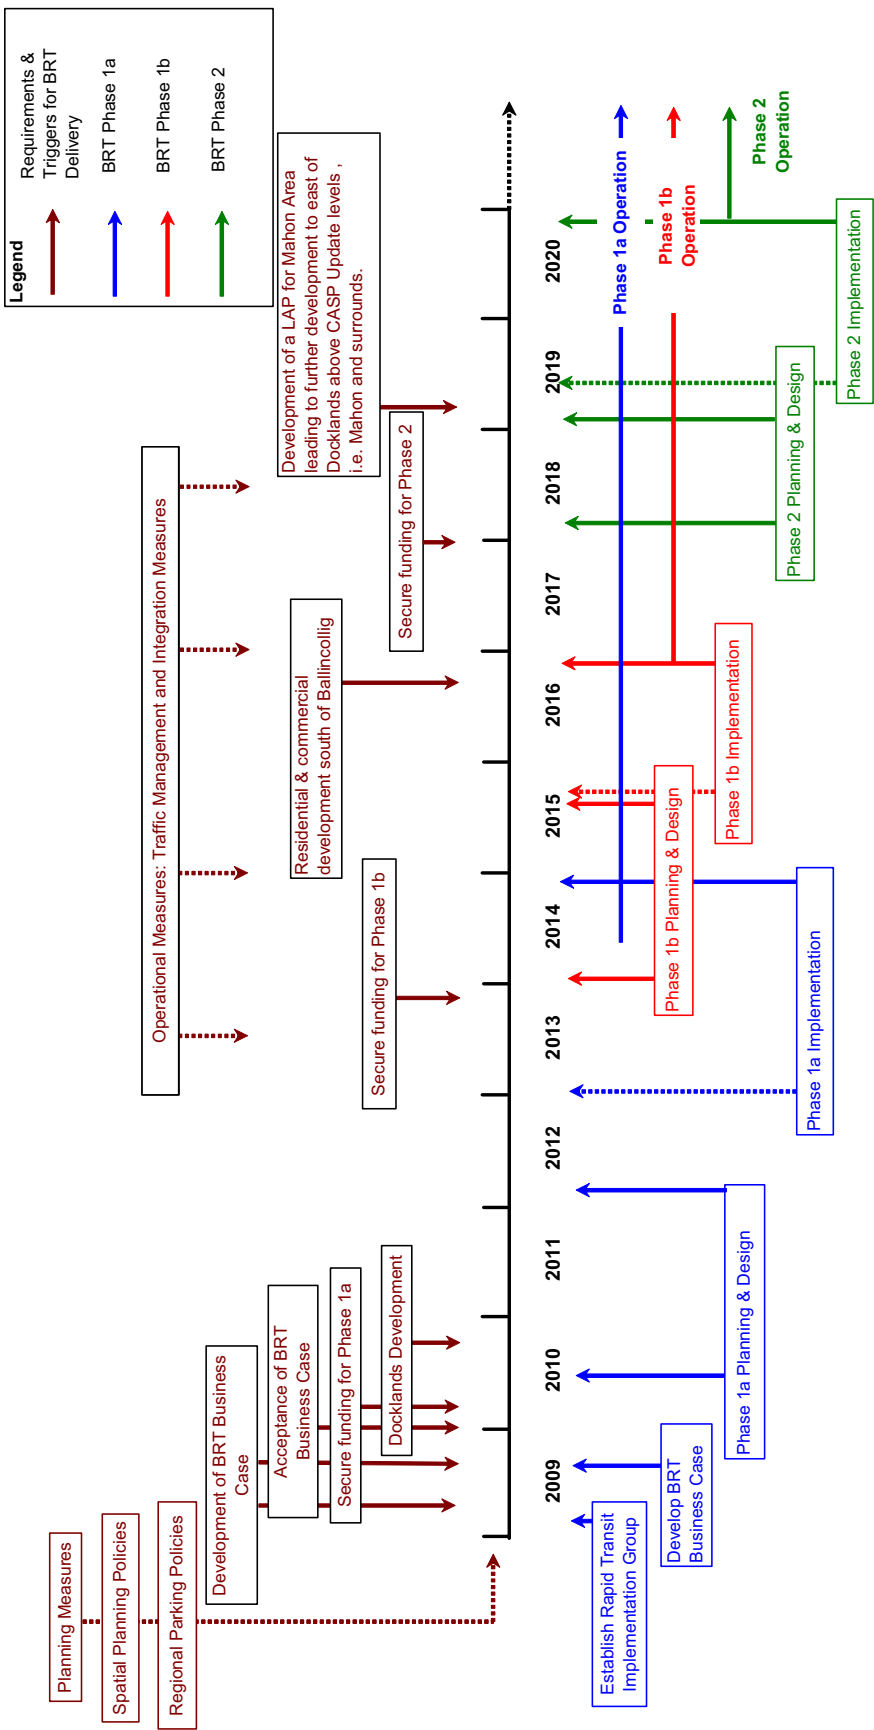 Legend
Requirements &
Triggers for BRT
Delivery
BRT Phase 1a
BRT Phase 1b
BRT Phase 2
Planning Measures
Spatial Planning Policies
Regional Parking Policies
Operational Measures: Traffic Management and Integration Measures
Development of BRT Business
Case
Acceptance of BRT
Business Case
Secure funding for Phase 1a
Docklands Development
Secure funding for Phase 1b
Residential & commercial
development south of Ballincollig
Secure funding for Phase 2
Development of a LAP for Mahon Area
leading to further development to east of
Docklands above CASP Update levels ,
i.e. Mahon and surrounds.
2009
2010
2011
2012
2013
2014
2015
2016
2017
2018
2019
2020
Establish Rapid Transit
Implementation Group
Develop BRT
Business Case
Phase 1a Planning & Design
Phase 1a Implementation
Phase 1b Planning & Design
Phase 1b Implementation
Phase 2 Planning & Design
Phase 2 Implementation
Phase 1a Operation
Phase 1b
Operation
Phase 2
Operation